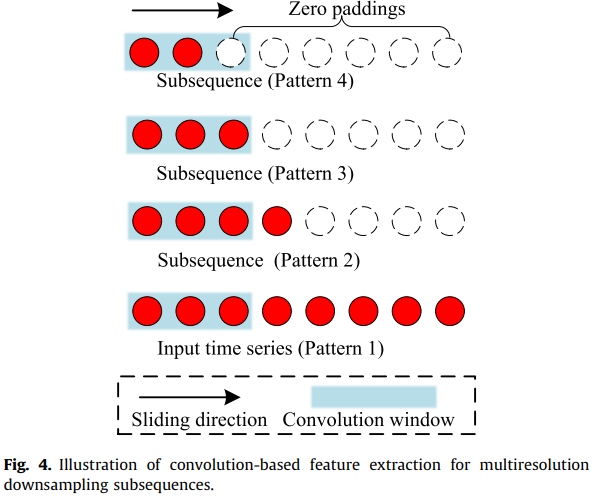 Zero paddings
Subsequence (Pattern 4)
Subsequence (Pattern 3)
Subsequence (Pattern 2)
Input time series (Pattern 1)
Sliding direction Convolution window
Fig. 4. Illustration of convolution-based feature extraction for multiresolution
downsampling subsequences.